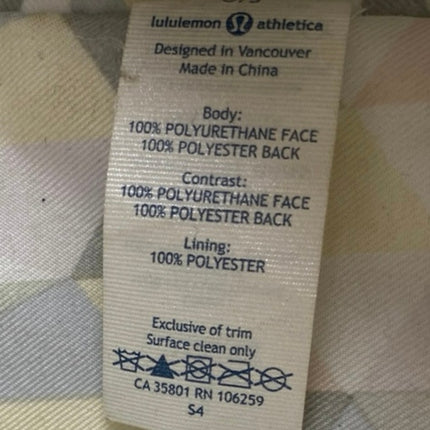 lululemon athletica
Designed in Vancouver
Made in China
Body:
100% POLYURETHANE FACE
100% POLYESTER BACK
Contrast:
100% POLYURETHANE FACE
100% POLYESTER BACK
Lining:
100% POLYESTER
Exclusive of trim
Surface clean only
CA 35801 RN 106259
S4